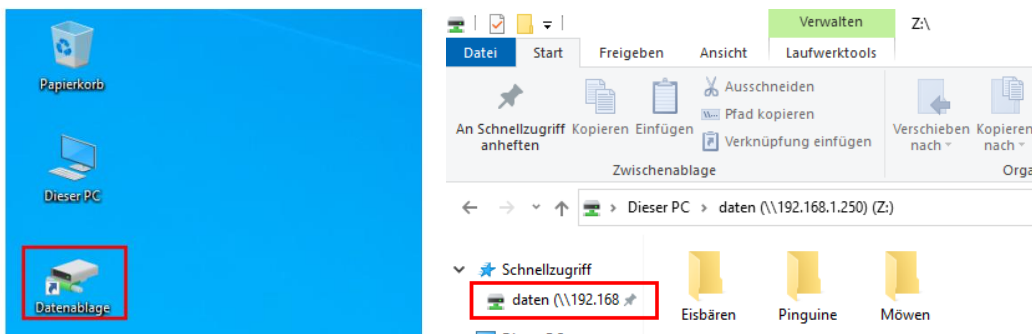 Papierkorb
Dieser PC
Datenablage
Verwalten
Z:\
Datei
Start
Freigeben
Ansicht
Laufwerktools
An Schnellzugriff
anheften
Kopieren
Einfügen
Ausschneiden
Pfad kopieren
Verknüpfung einfügen
Verschieben
nach
Kopieren
nach
Zwischenablage
Orga
Dieser PC > daten (\\192.168.1.250) (Z:)
Schnellzugriff
daten (\\192.168
Eisbären
Pinguine
Möwen